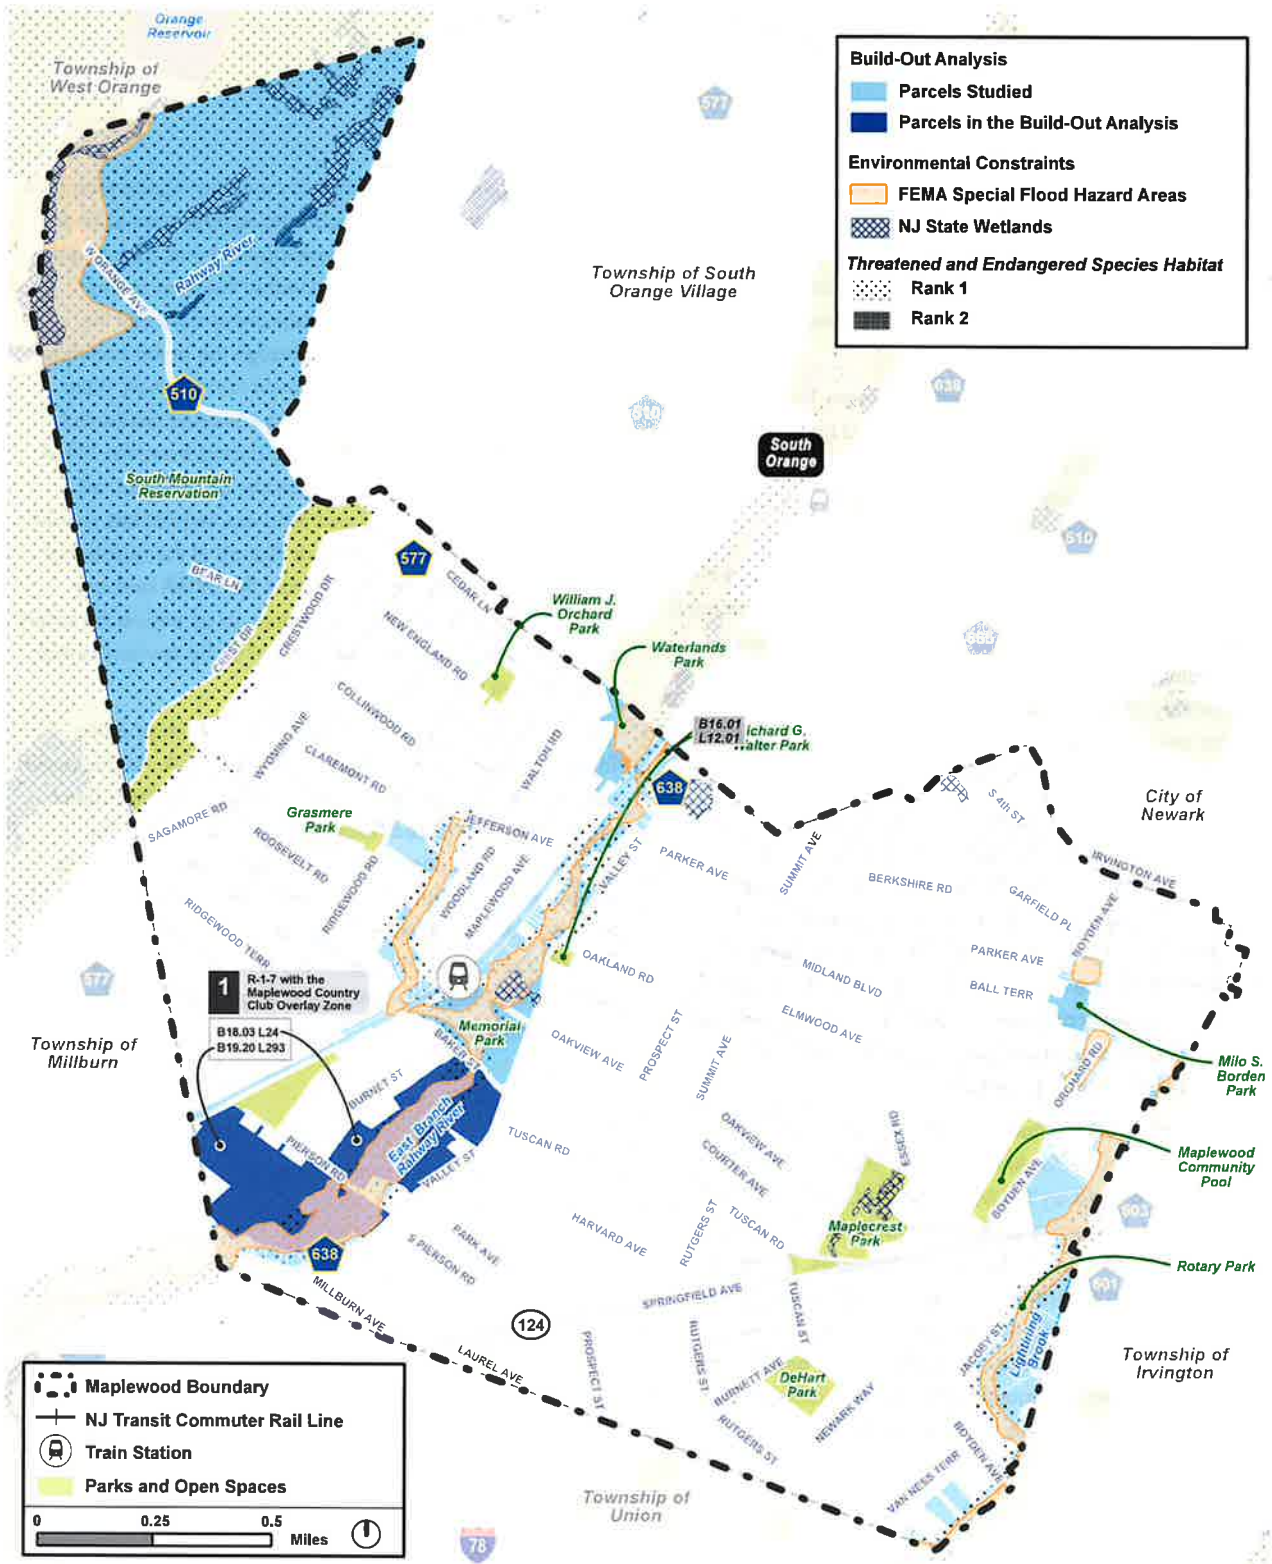 Orange
Reservoir
Township of
West Orange
577
Build-Out Analysis
Parcels Studied
Parcels in the Build-Out Analysis
Environmental Constraints
FEMA Special Flood Hazard Areas
NJ State Wetlands
Threatened and Endangered Species Habitat
Rank 1
Rank 2
W ORANGE AVE
Rahway River
Township of South
Orange Village
510
510
638
South
Orange
South Mountain
Reservation
510
577
BEAR LN
CREST DR
CRESTWOOD DR
CEDAR LN
NEW ENGLAND RD
William J.
Orchard
Park
Waterlands
Park
COLLINWOOD RD
WYOMING AVE
CLAREMONT RD
WALTON RD
B16.01
L12.01
ichard G.
alter Park
638
City of
Newark
S 4th ST
SAGAMORE RD
Grasmere
Park
JEFFERSON AVE
ROOSEVELT RD
RIDGEWOOD RD
WOODLAND RD
MAPLEWOOD AVE
VALLEY ST
PARKER AVE
SUMMIT AVE
BERKSHIRE RD
IRVINGTON AVE
GARFIELD PL
BOYDEN AVE
RIDGEWOOD TERR
OAKLAND RD
MIDLAND BLVD
PARKER AVE
BALL TERR
577
1
R-1-7 with the
Maplewood Country
Club Overlay Zone
B18.03 L24
B19.20 L293
Township of
Millburn
Memorial
Park
BAKER ST
OAKVIEW AVE
PROSPECT ST
ELMWOOD AVE
SUMMIT AVE
ORCHARD RD
Milo S.
Borden
Park
BURNET ST
PIERSON RD
East Branch
Rahway River
VALLEY ST
TUSCAN RD
OAKVIEW AVE
COURTER AVE
ESSEX RD
Maplewood
Community
Pool
BOYDEN AVE
603
638
PARK AVE
S PIERSON RD
HARVARD AVE
RUTGERS ST
TUSCAN RD
Maplecrest
Park
Rotary Park
601
MILLBURN AVE
SPRINGFIELD AVE
TUSCAN ST
124
LAUREL AVE
PROSPECT ST
RUTGERS ST
BURNETT AVE
DeHart
Park
NEWARK WAY
RUTGERS ST
JACOBY ST
Lightning
Brook
Township of
Irvington
BOYDEN AVE
VAN NESS TERR
Township of
Union
78
Maplewood Boundary
NJ Transit Commuter Rail Line
Train Station
Parks and Open Spaces
0 0.25 0.5
Miles